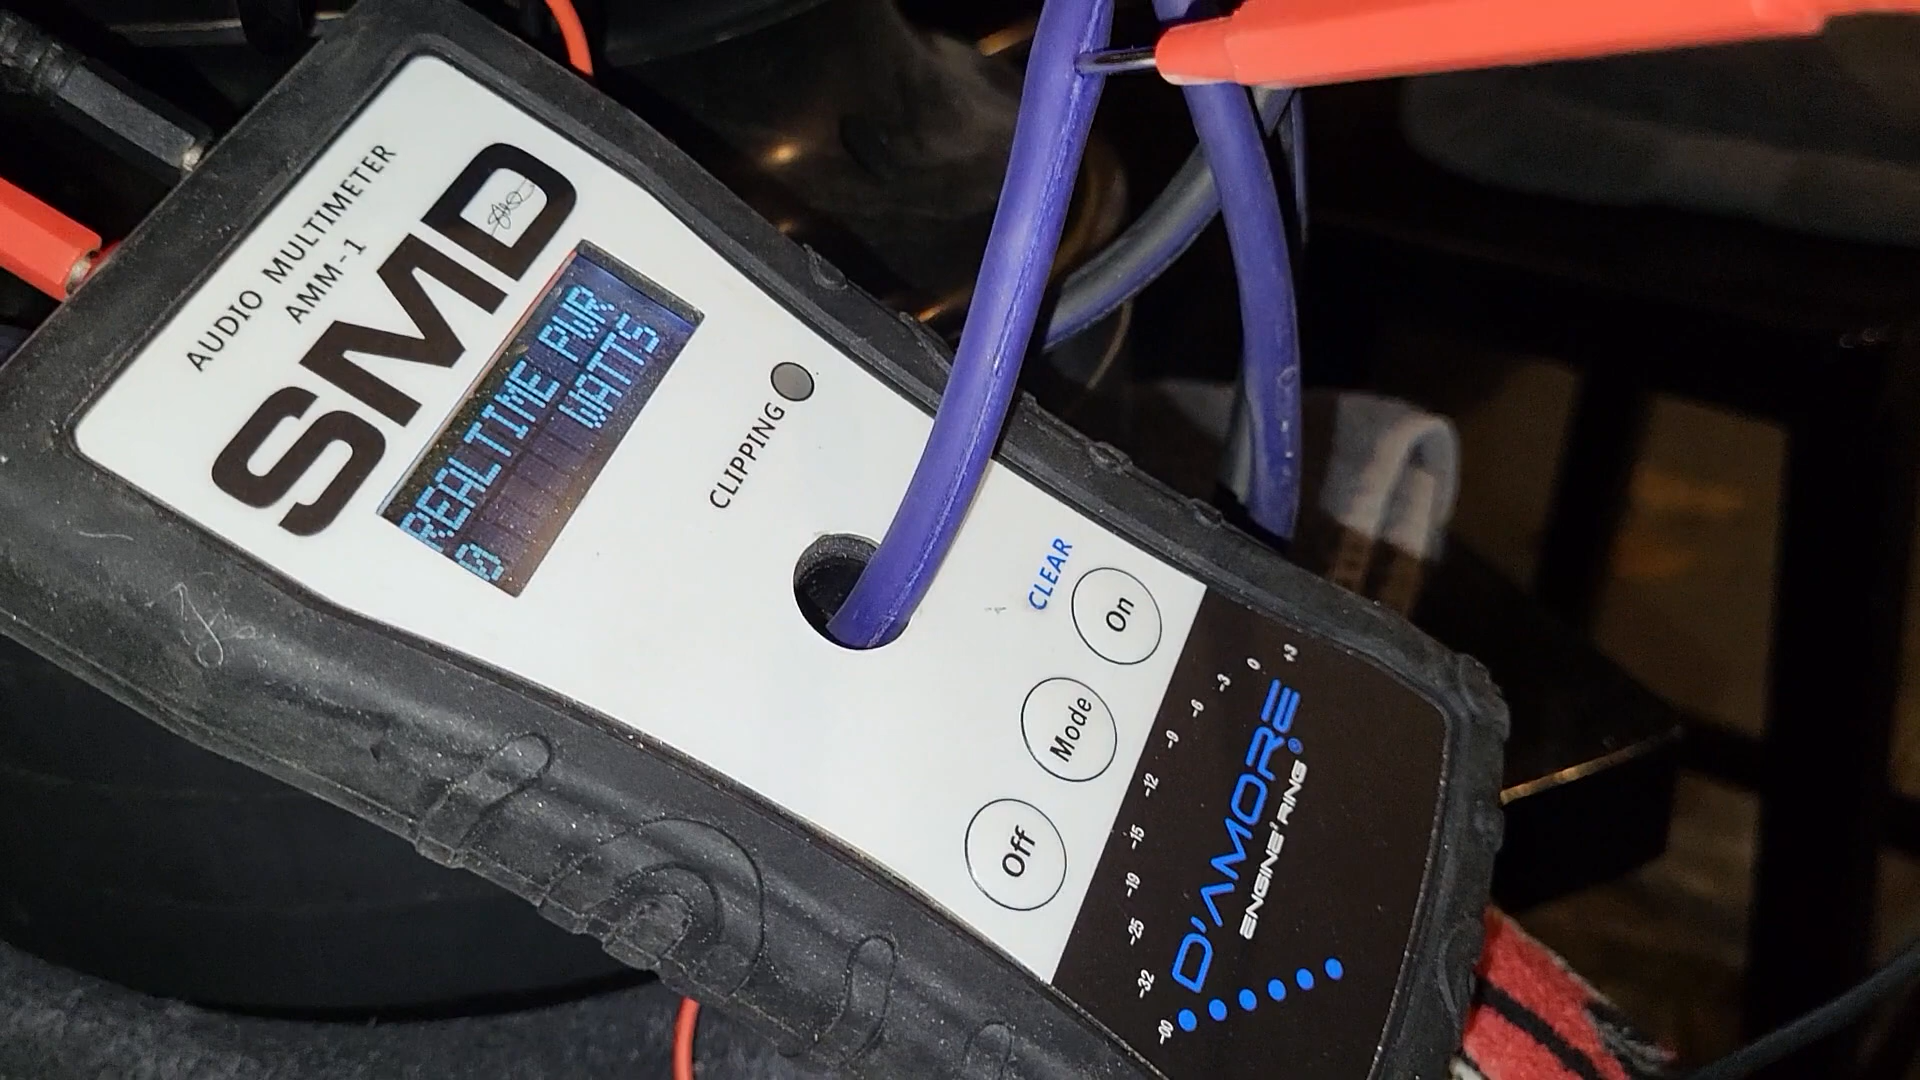 AUDIO MULTIMETER
AMM-1
SMD
REALTIME PWR
0 WATTS
CLIPPING
CLEAR
On
Mode
Off
-00 -32 -25 -19 -15 -12 -9 -6 -3 0 +3
D'AMORE
ENGINE'RING®